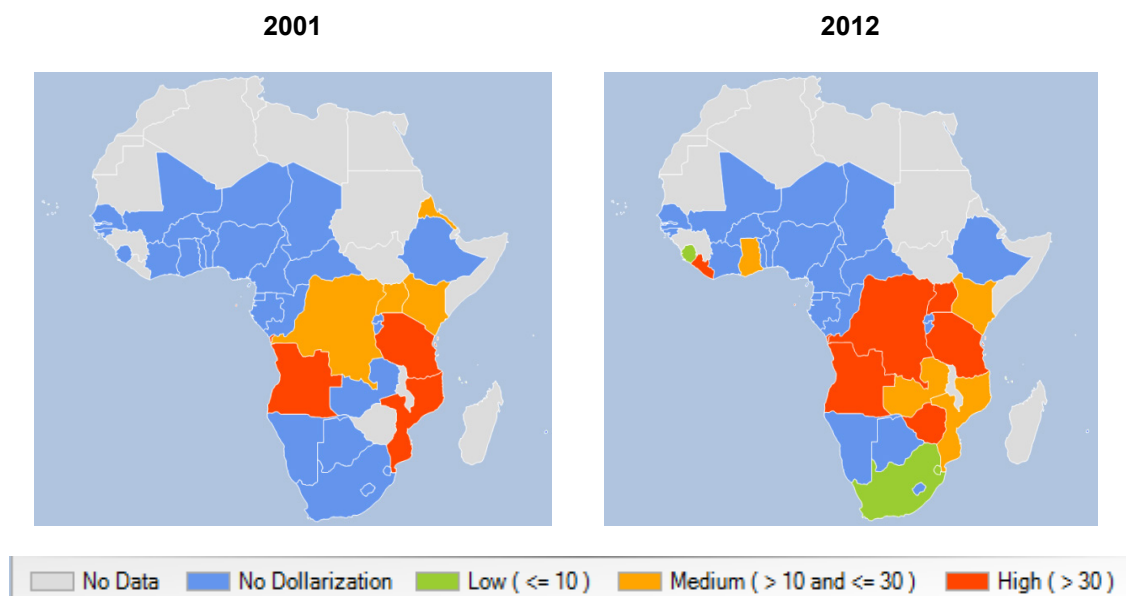 2001 2012
No Data No Dollarization Low ( <= 10 ) Medium ( > 10 and <= 30 ) High ( > 30 )